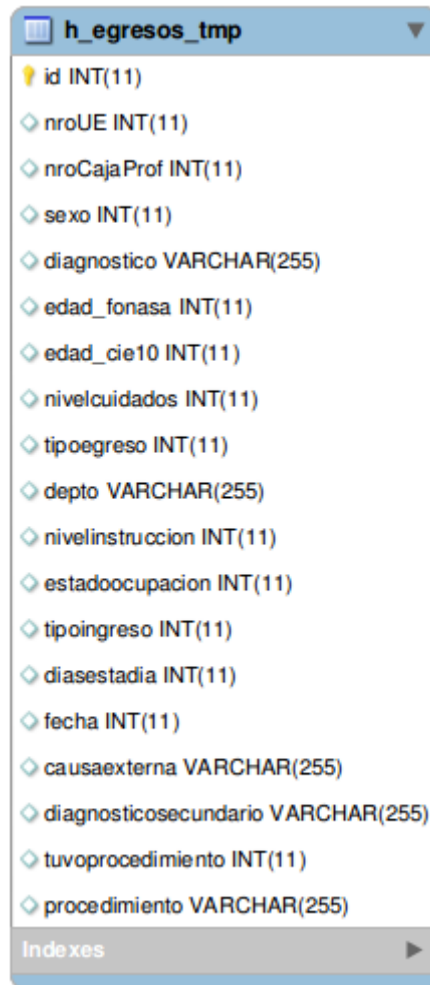 h_egresos_tmp
id INT(11)
nroUE INT(11)
nroCajaProf INT(11)
sexo INT(11)
diagnostico VARCHAR(255)
edad_fonasa INT(11)
edad_cie10 INT(11)
nivelcuidados INT(11)
tipoegreso INT(11)
depto VARCHAR(255)
nivelinstruccion INT(11)
estadoocupacion INT(11)
tipoingreso INT(11)
diasestadia INT(11)
fecha INT(11)
causaexterna VARCHAR(255)
diagnosticosecundario VARCHAR(255)
tuvoprocedimiento INT(11)
procedimiento VARCHAR(255)
Indexes